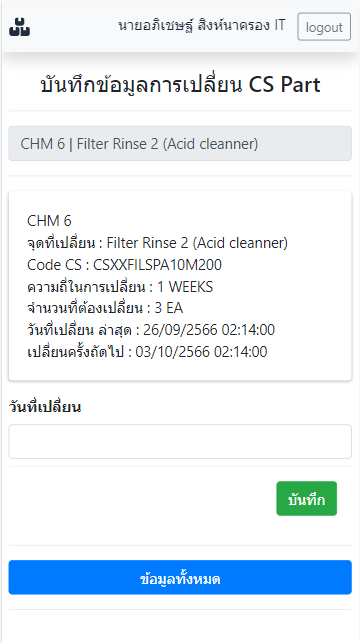 นายอภิเชษฐ์ สิงห์นาครอง IT logout
บันทึกข้อมูลการเปลี่ยน CS Part
CHM 6 | Filter Rinse 2 (Acid cleanner)
CHM 6
จุดที่เปลี่ยน : Filter Rinse 2 (Acid cleanner)
Code CS : CSXXFILSPA10M200
ความถี่ในการเปลี่ยน : 1 WEEKS
จำนวนที่ต้องเปลี่ยน : 3 EA
วันที่เปลี่ยน ล่าสุด : 26/09/2566 02:14:00
เปลี่ยนครั้งถัดไป : 03/10/2566 02:14:00
วันที่เปลี่ยน
บันทึก
ข้อมูลทั้งหมด